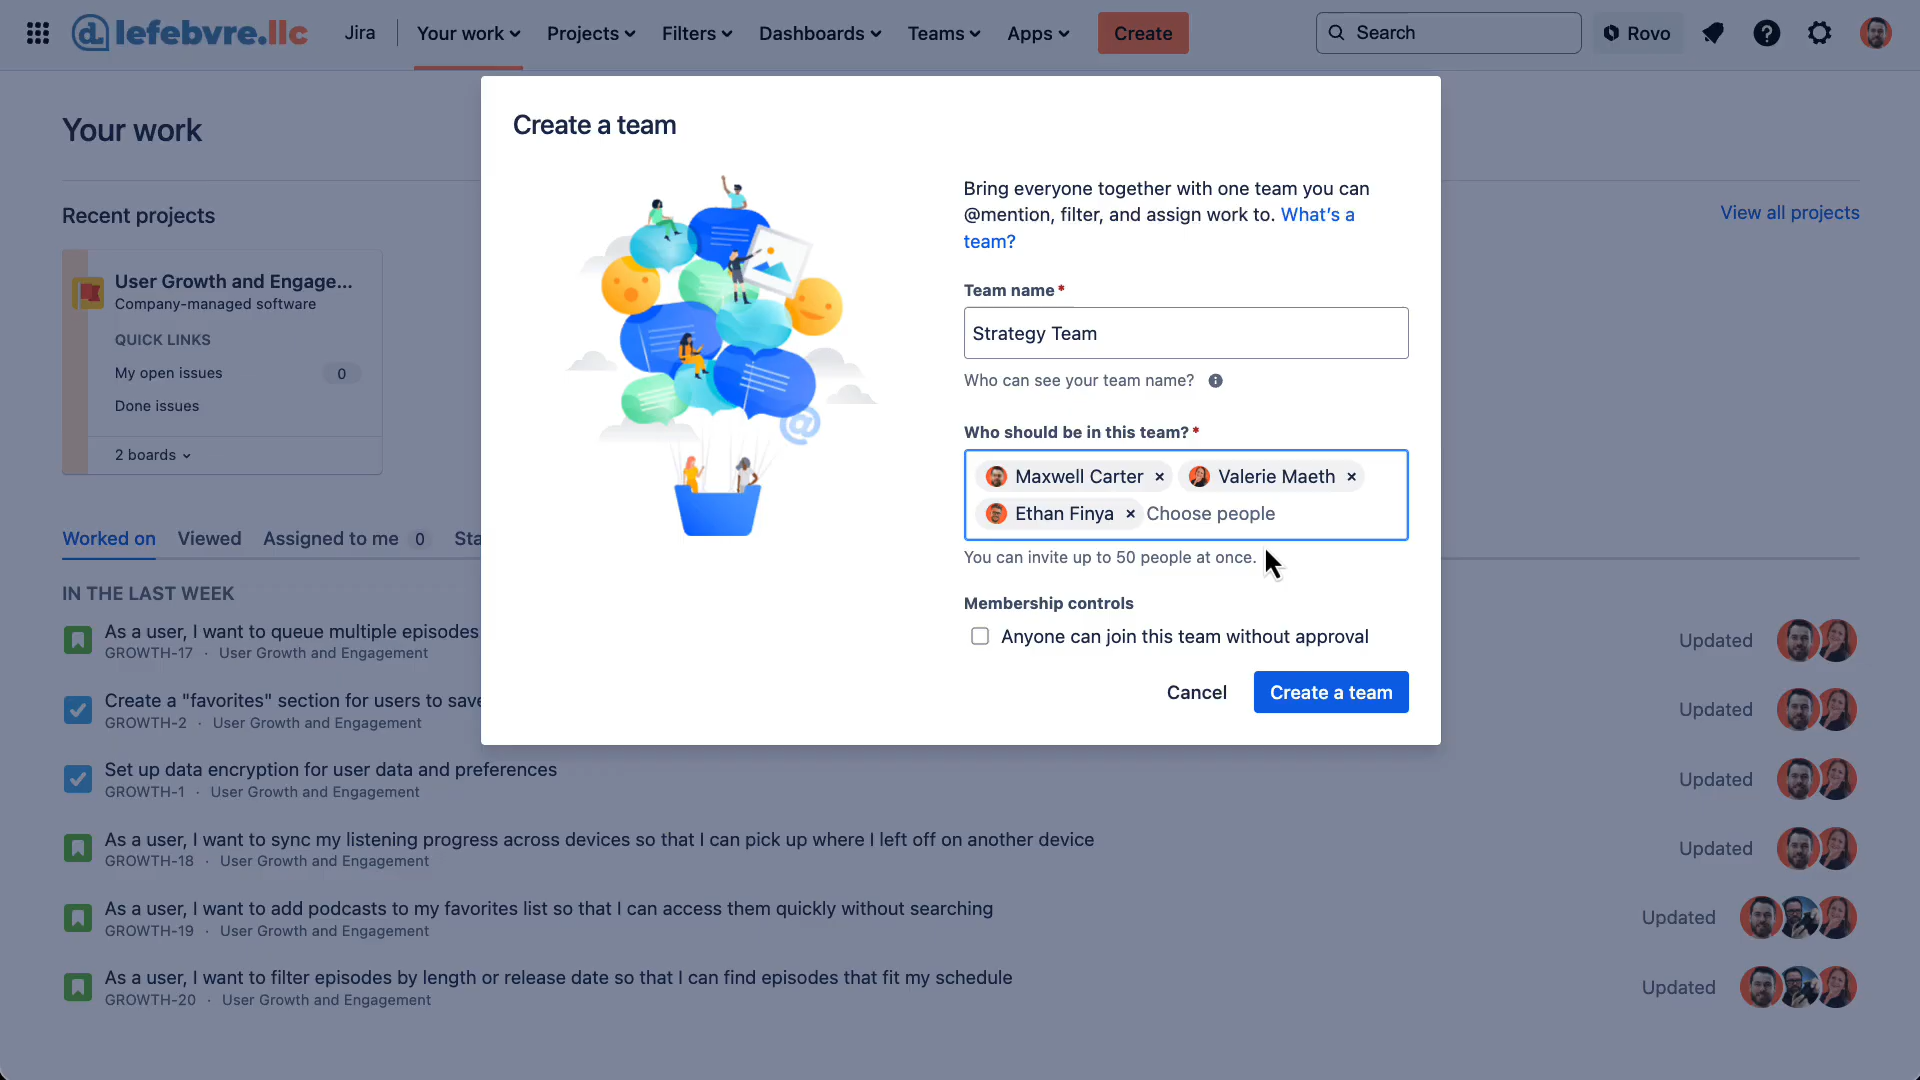 lefebvre.llc
Jira
Your work
Projects
Filters
Dashboards
Teams
Apps
Create
Search
Rovo
Your work
Recent projects
View all projects
User Growth and Engage...
Company-managed software
QUICK LINKS
My open issues 0
Done issues
2 boards
Worked on
Viewed
Assigned to me 0
Sta
IN THE LAST WEEK
As a user, I want to queue multiple episodes
GROWTH-17 · User Growth and Engagement
Updated
Create a "favorites" section for users to save
GROWTH-2 · User Growth and Engagement
Updated
Set up data encryption for user data and preferences
GROWTH-1 · User Growth and Engagement
Updated
As a user, I want to sync my listening progress across devices so that I can pick up where I left off on another device
GROWTH-18 · User Growth and Engagement
Updated
As a user, I want to add podcasts to my favorites list so that I can access them quickly without searching
GROWTH-19 · User Growth and Engagement
Updated
As a user, I want to filter episodes by length or release date so that I can find episodes that fit my schedule
GROWTH-20 · User Growth and Engagement
Updated
Create a team
@
Bring everyone together with one team you can
@mention, filter, and assign work to. What's a
team?
Team name*
Strategy Team
Who can see your team name?
Who should be in this team?*
Maxwell Carter × Valerie Maeth ×
Ethan Finya × Choose people
You can invite up to 50 people at once.
Membership controls
Anyone can join this team without approval
Cancel
Create a team